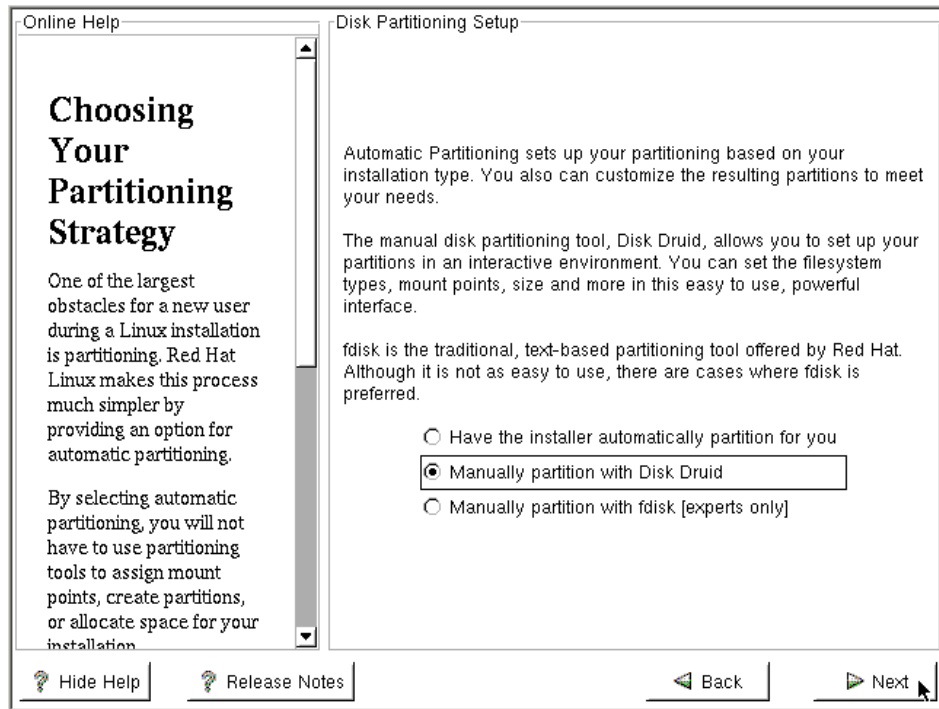 Online Help
Choosing
Your
Partitioning
Strategy
One of the largest
obstacles for a new user
during a Linux installation
is partitioning. Red Hat
Linux makes this process
much simpler by
providing an option for
automatic partitioning.
By selecting automatic
partitioning, you will not
have to use partitioning
tools to assign mount
points, create partitions,
or allocate space for your
installation.
Disk Partitioning Setup
Automatic Partitioning sets up your partitioning based on your
installation type. You also can customize the resulting partitions to meet
your needs.
The manual disk partitioning tool, Disk Druid, allows you to set up your
partitions in an interactive environment. You can set the filesystem
types, mount points, size and more in this easy to use, powerful
interface.
fdisk is the traditional, text-based partitioning tool offered by Red Hat.
Although it is not as easy to use, there are cases where fdisk is
preferred.
Have the installer automatically partition for you
Manually partition with Disk Druid
Manually partition with fdisk [experts only]
Hide Help
Release Notes
Back
Next